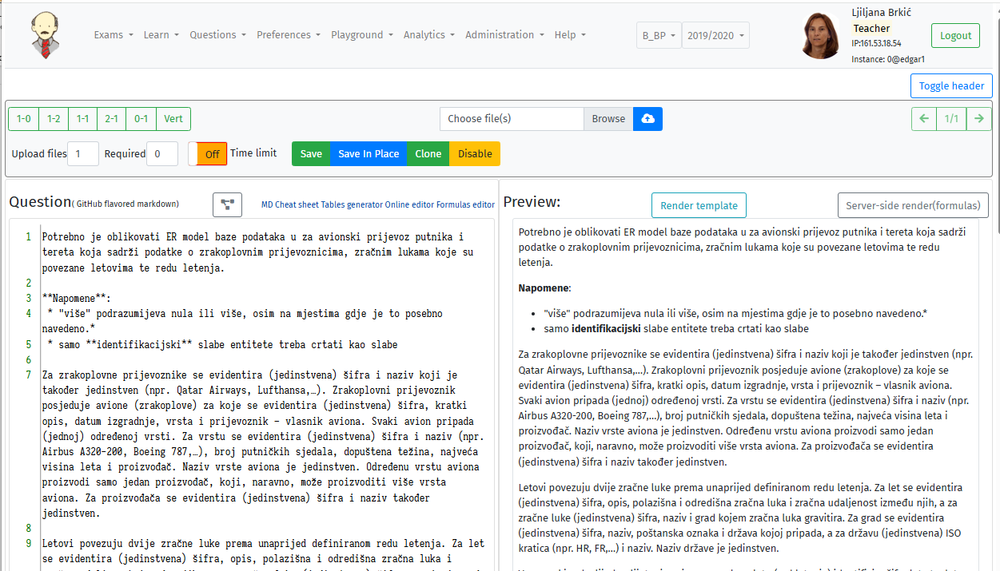 Exams Learn Questions Preferences Playground Analytics Administration Help B_BP 2019/2020
Ljiljana Brkić
Teacher
IP:161.53.18.54
Instance: 0@edgar1
Logout
Toggle header
1-0 1-2 1-1 2-1 0-1 Vert
Choose file(s) Browse
1/1
Upload files 1 Required 0 Off Time limit Save Save In Place Clone Disable
Question( GitHub flavored markdown)
MD Cheat sheet Tables generator Online editor Formulas editor
1 Potrebno je oblikovati ER model baze podataka u za avionski prijevoz putnika i
tereta koja sadrži podatke o zrakoplovnim prijevoznicima, zračnim lukama koje su
povezane letovima te redu letenja.
2
3 **Napomene**:
4 * "više" podrazumijeva nula ili više, osim na mjestima gdje je to posebno
navedeno.*
5 * samo **identifikacijski** slabe entitete treba crtati kao slabe
6
7 Za zrakoplovne prijevoznike se evidentira (jedinstvena) šifra i naziv koji je
također jedinstven (npr. Qatar Airways, Lufthansa,…). Zrakoplovni prijevoznik
posjeduje avione (zrakoplove) za koje se evidentira (jedinstvena) šifra, kratki
opis, datum izgradnje, vrsta i prijevoznik – vlasnik aviona. Svaki avion pripada
(jednoj) određenoj vrsti. Za vrstu se evidentira (jedinstvena) šifra i naziv (npr.
Airbus A320-200, Boeing 787,…), broj putničkih sjedala, dopuštena težina, najveća
visina leta i proizvođač. Naziv vrste aviona je jedinstven. Određenu vrstu aviona
proizvodi samo jedan proizvođač, koji, naravno, može proizvoditi više vrsta
aviona. Za proizvođača se evidentira (jedinstvena) šifra i naziv također
jedinstven.
8
9 Letovi povezuju dvije zračne luke prema unaprijed definiranom redu letenja. Za let
se evidentira (jedinstvena) šifra, opis, polazišna i odredišna zračna luka i
Preview:
Render template
Server-side render(formulas)
Potrebno je oblikovati ER model baze podataka u za avionski prijevoz putnika i tereta koja sadrži
podatke o zrakoplovnim prijevoznicima, zračnim lukama koje su povezane letovima te redu
letenja.
Napomene:
• "više" podrazumijeva nula ili više, osim na mjestima gdje je to posebno navedeno.*
• samo identifikacijski slabe entitete treba crtati kao slabe
Za zrakoplovne prijevoznike se evidentira (jedinstvena) šifra i naziv koji je također jedinstven (npr.
Qatar Airways, Lufthansa,…). Zrakoplovni prijevoznik posjeduje avione (zrakoplove) za koje se
evidentira (jedinstvena) šifra, kratki opis, datum izgradnje, vrsta i prijevoznik – vlasnik aviona.
Svaki avion pripada (jednoj) određenoj vrsti. Za vrstu se evidentira (jedinstvena) šifra i naziv (npr.
Airbus A320-200, Boeing 787,…), broj putničkih sjedala, dopuštena težina, najveća visina leta i
proizvođač. Naziv vrste aviona je jedinstven. Određenu vrstu aviona proizvodi samo jedan
proizvođač, koji, naravno, može proizvoditi više vrsta aviona. Za proizvođača se evidentira
(jedinstvena) šifra i naziv također jedinstven.
Letovi povezuju dvije zračne luke prema unaprijed definiranom redu letenja. Za let se evidentira
(jedinstvena) šifra, opis, polazišna i odredišna zračna luka i zračna udaljenost između njih, a za
zračne luke (jedinstvena) šifra, naziv i grad kojem zračna luka gravitira. Za grad se evidentira
(jedinstvena) šifra, naziv, poštanska oznaka i država kojoj pripada, a za državu (jedinstvena) ISO
kratica (npr. HR, FR,…) i naziv. Naziv države je jedinstven.